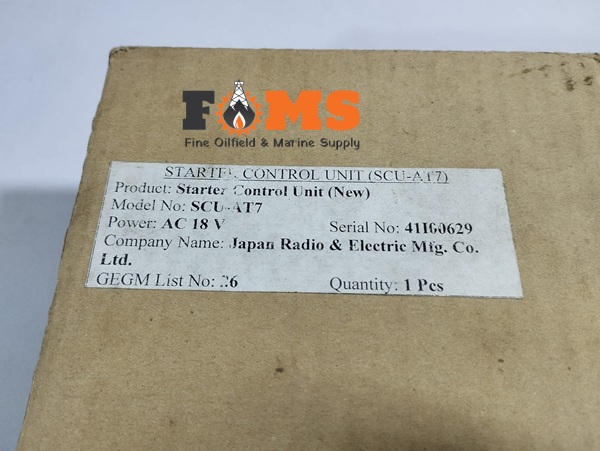 FOMS
Fine Oilfield & Marine Supply
STARTER CONTROL UNIT (SCU-AT7)
Product: Starter Control Unit (New)
Model No: SCU-AT7
Power: AC 18 V Serial No: 41I60629
Company Name: Japan Radio & Electric Mfg. Co.
Ltd.
GEGM List No: 26 Quantity: 1 Pcs